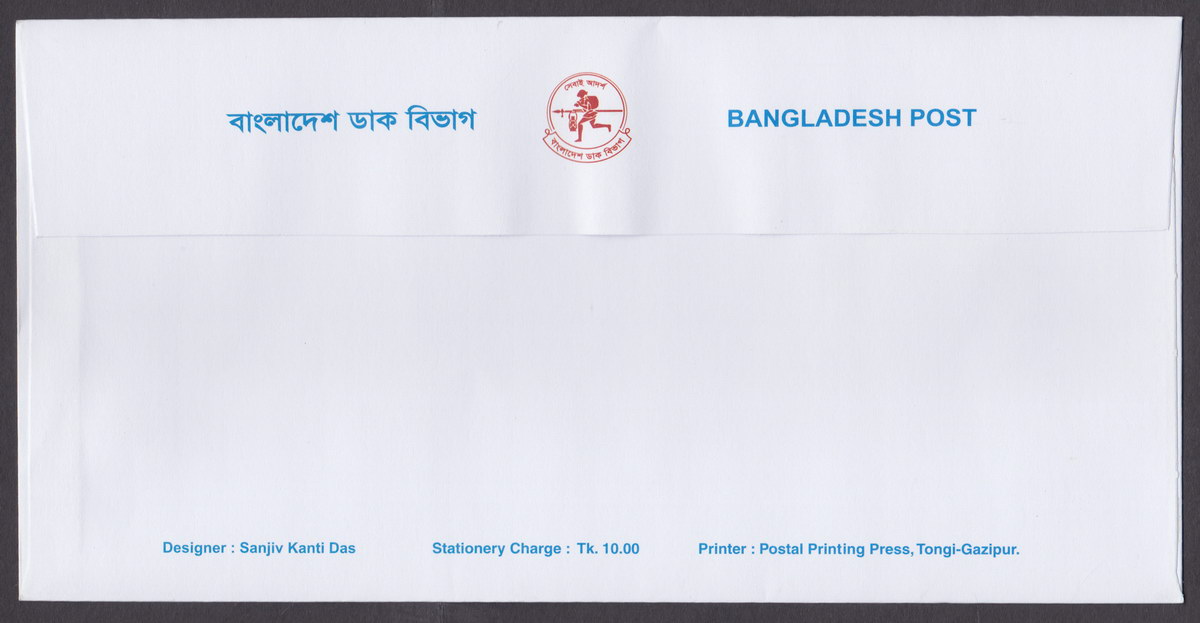 বাংলাদেশ ডাক বিভাগ
সেবাই আদর্শ
বাংলাদেশ ডাক বিভাগ
BANGLADESH POST
Designer : Sanjiv Kanti Das
Stationery Charge : Tk. 10.00
Printer : Postal Printing Press, Tongi-Gazipur.